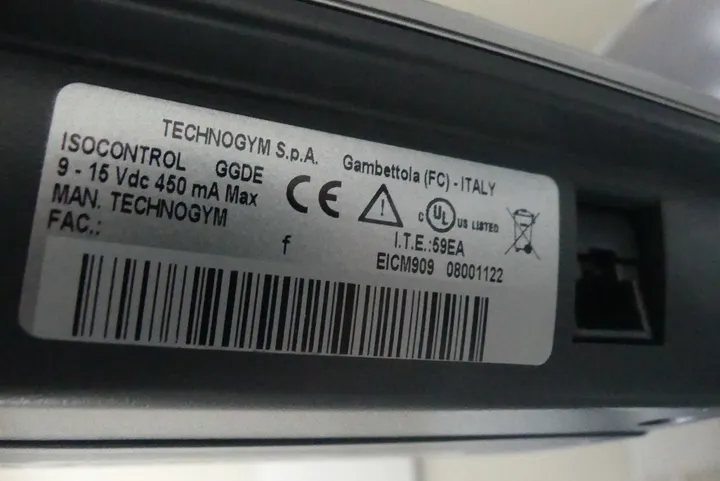 TECHNOGYM S.p.A. Gambettola (FC) - ITALY
ISOCONTROL GGDE
9 - 15 Vdc 450 mA Max
MAN. TECHNOGYM
FAC.:
f
CE
C UL US LISTED
I.T.E.:59EA
EICM909 08001122